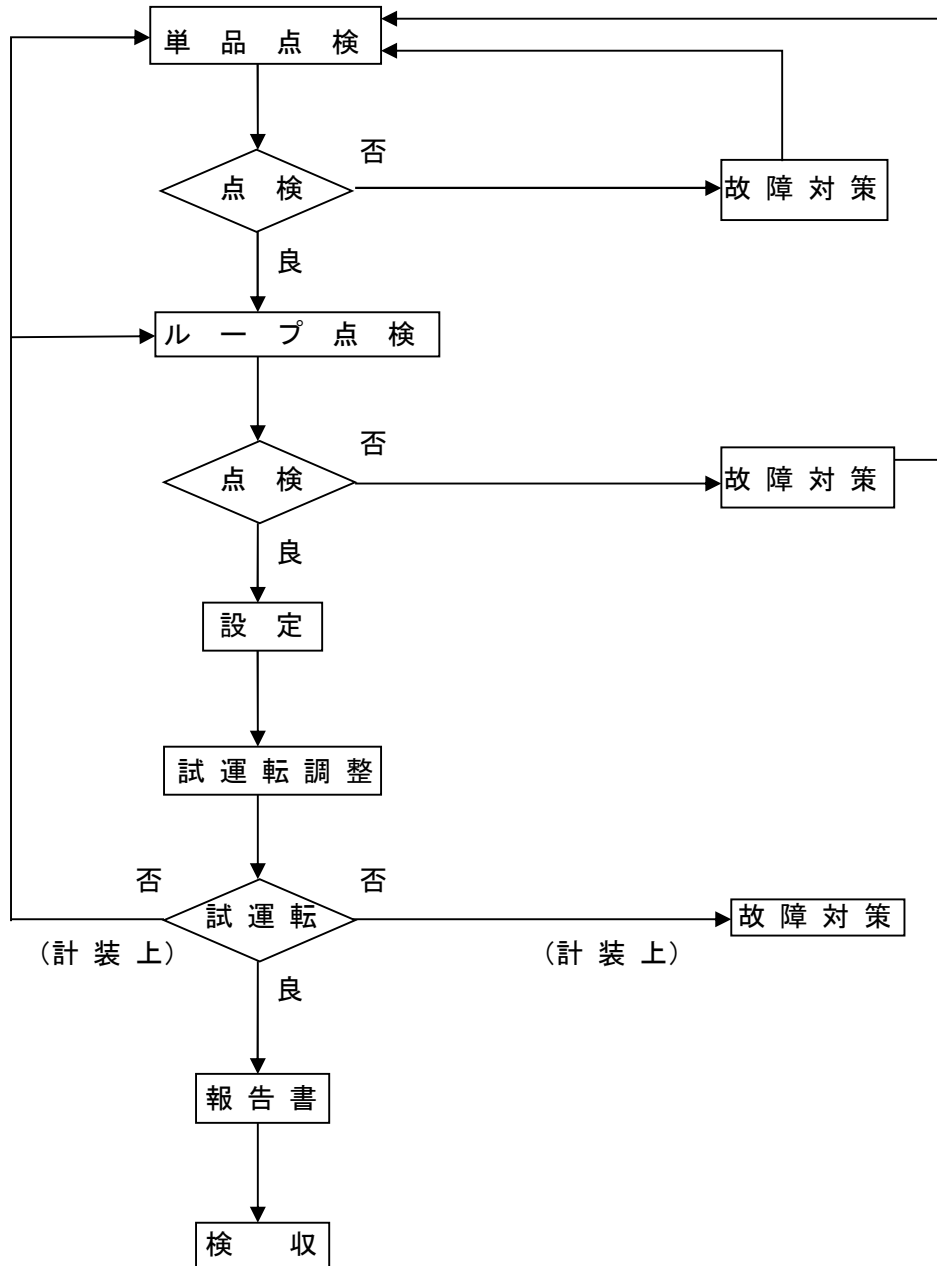 単品点検
否
点検
故障対策
良
ループ点検
否
点検
故障対策
良
設定
試運転調整
否
否
試運転
故障対策
(計装上)
(計装上)
良
報告書
検収